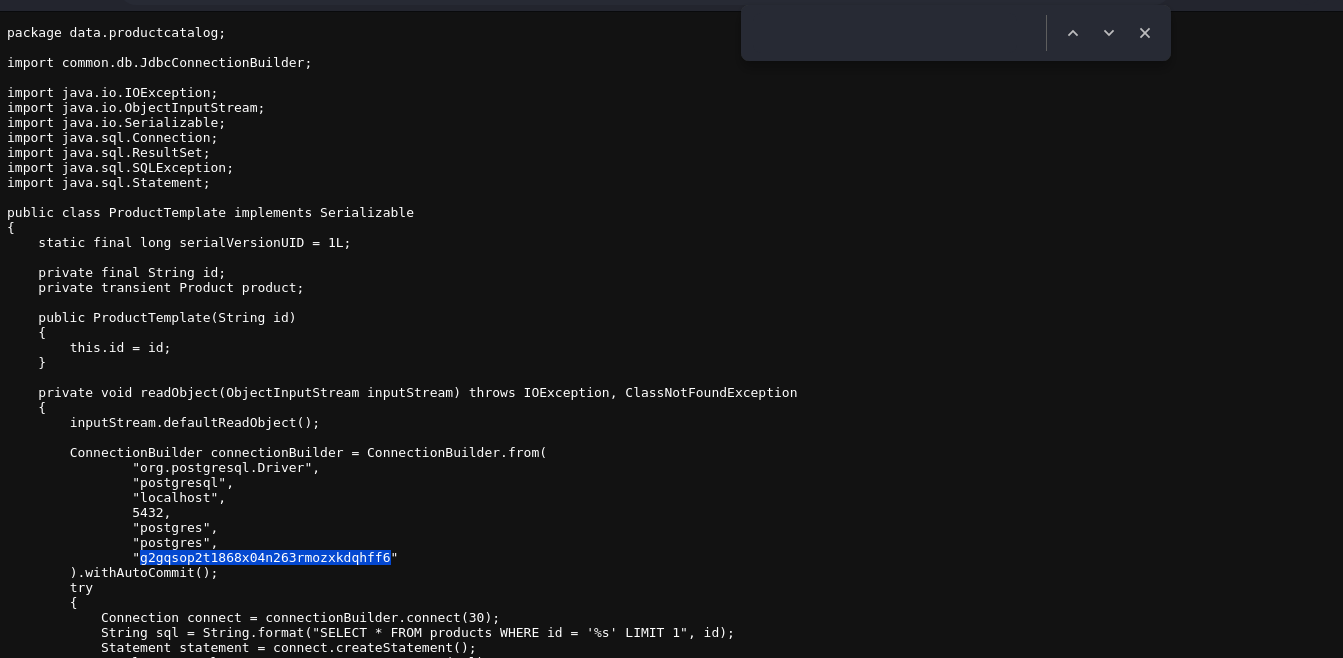 package data.productcatalog;
import common.db.JdbcConnectionBuilder;
import java.io.IOException;
import java.io.ObjectInputStream;
import java.io.Serializable;
import java.sql.Connection;
import java.sql.ResultSet;
import java.sql.SQLException;
import java.sql.Statement;
public class ProductTemplate implements Serializable
{
    static final long serialVersionUID = 1L;
    private final String id;
    private transient Product product;
    public ProductTemplate(String id)
    {
        this.id = id;
    }
    private void readObject(ObjectInputStream inputStream) throws IOException, ClassNotFoundException
    {
        inputStream.defaultReadObject();
        ConnectionBuilder connectionBuilder = ConnectionBuilder.from(
                "org.postgresql.Driver",
                "postgresql",
                "localhost",
                5432,
                "postgres",
                "postgres",
                "g2gqsop2t1868x04n263rmozxkdqhff6"
        ).withAutoCommit();
        try
        {
            Connection connect = connectionBuilder.connect(30);
            String sql = String.format("SELECT * FROM products WHERE id = '%s' LIMIT 1", id);
            Statement statement = connect.createStatement();